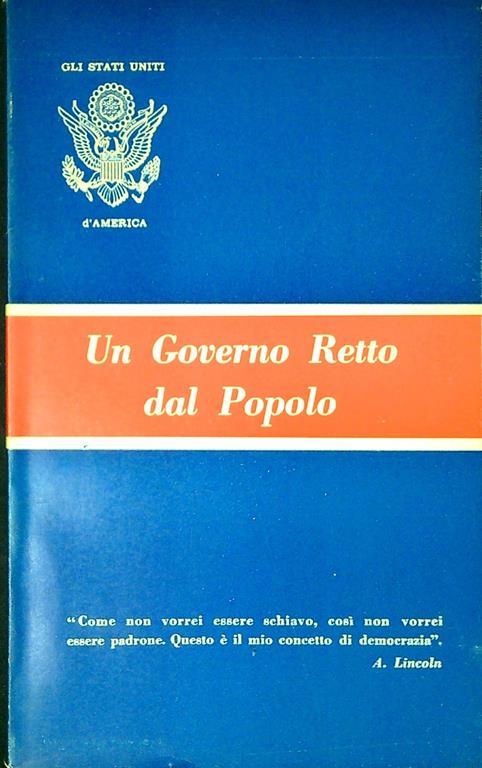 GLI STATI UNITI
d'AMERICA
Un Governo Retto
dal Popolo
“Come non vorrei essere schiavo, così non vorrei
essere padrone. Questo è il mio concetto di democrazia”.
A. Lincoln